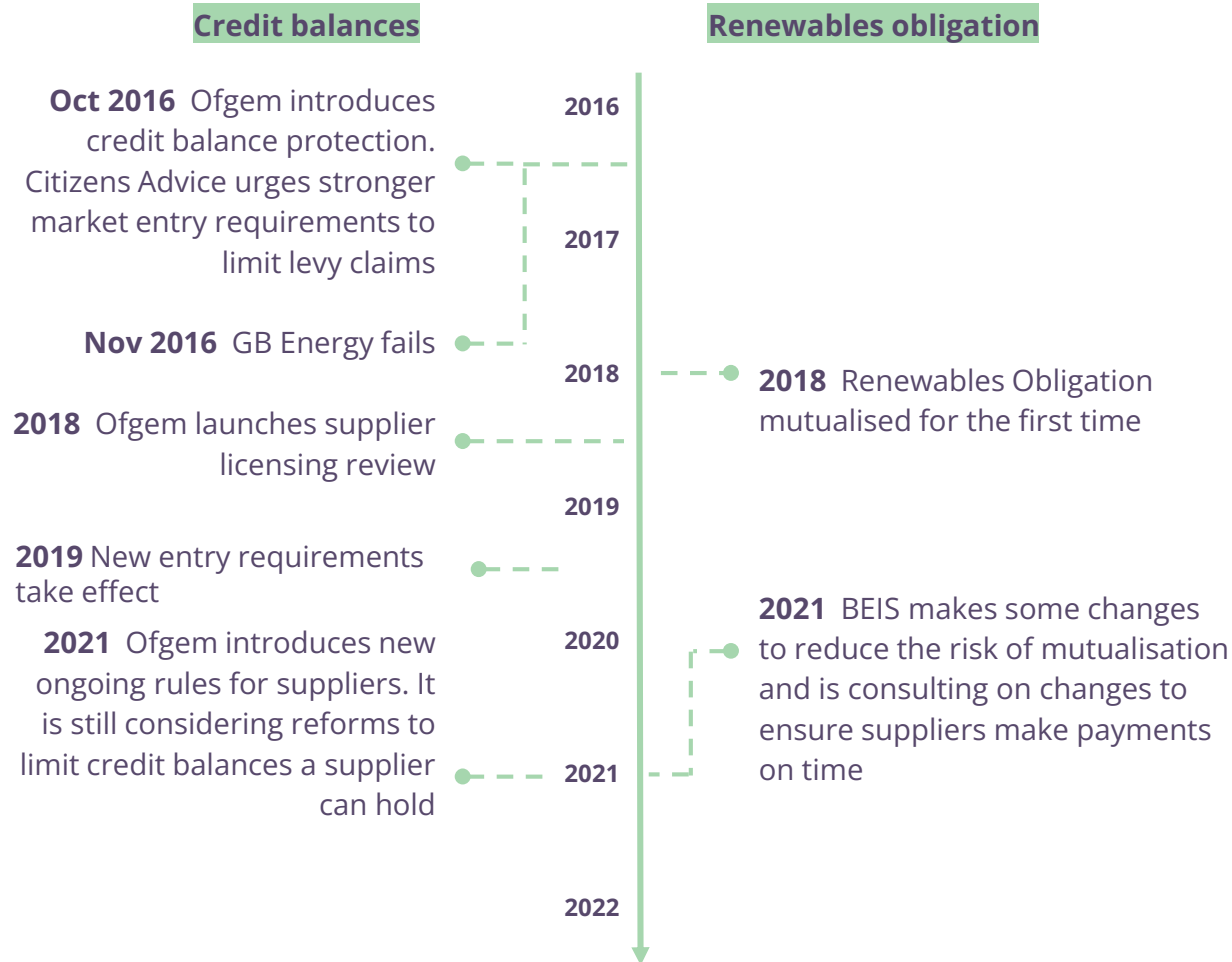 Credit balances
Renewables obligation
Oct 2016 Ofgem introduces
credit balance protection.
Citizens Advice urges stronger
market entry requirements to
limit levy claims
Nov 2016 GB Energy fails
2018 Ofgem launches supplier
licensing review
2019 New entry requirements
take effect
2021 Ofgem introduces new
ongoing rules for suppliers. It
is still considering reforms to
limit credit balances a supplier
can hold
2016
2017
2018
2019
2020
2021
2022
2018 Renewables Obligation
mutualised for the first time
2021 BEIS makes some changes
to reduce the risk of mutualisation
and is consulting on changes to
ensure suppliers make payments
on time